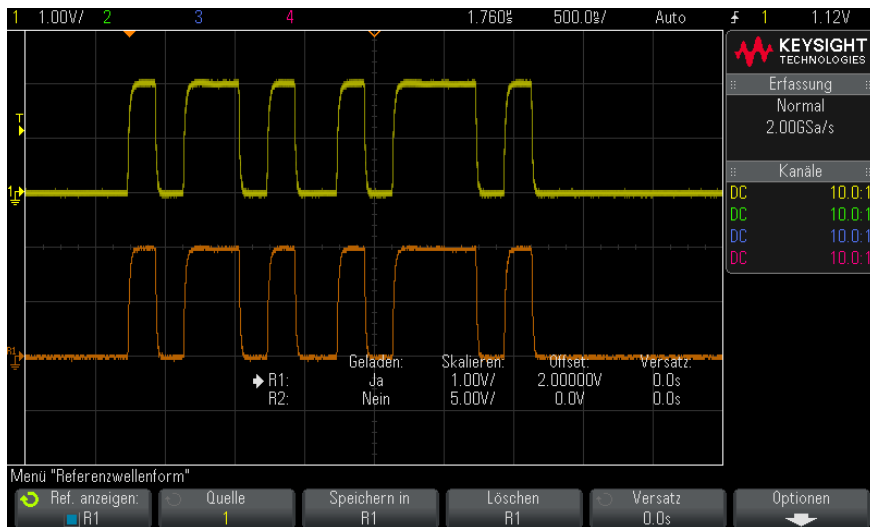 1 1.00V/ 2 3 4 1.760µs 500.0ns/ Auto 1 1.12V
KEYSIGHT
TECHNOLOGIES
Erfassung
Normal
2.00GSa/s
Kanäle
DC 10.0:1
DC 10.0:1
DC 10.0:1
DC 10.0:1
T
1
R1
Geladen: Skalieren: Offset: Versatz:
R1: Ja 1.00V/ 2.00000V 0.0s
R2: Nein 5.00V/ 0.0V 0.0s
Menü "Referenzwellenform"
Ref. anzeigen: Quelle Speichern in Löschen Versatz Optionen
R1 1 R1 R1 0.0s